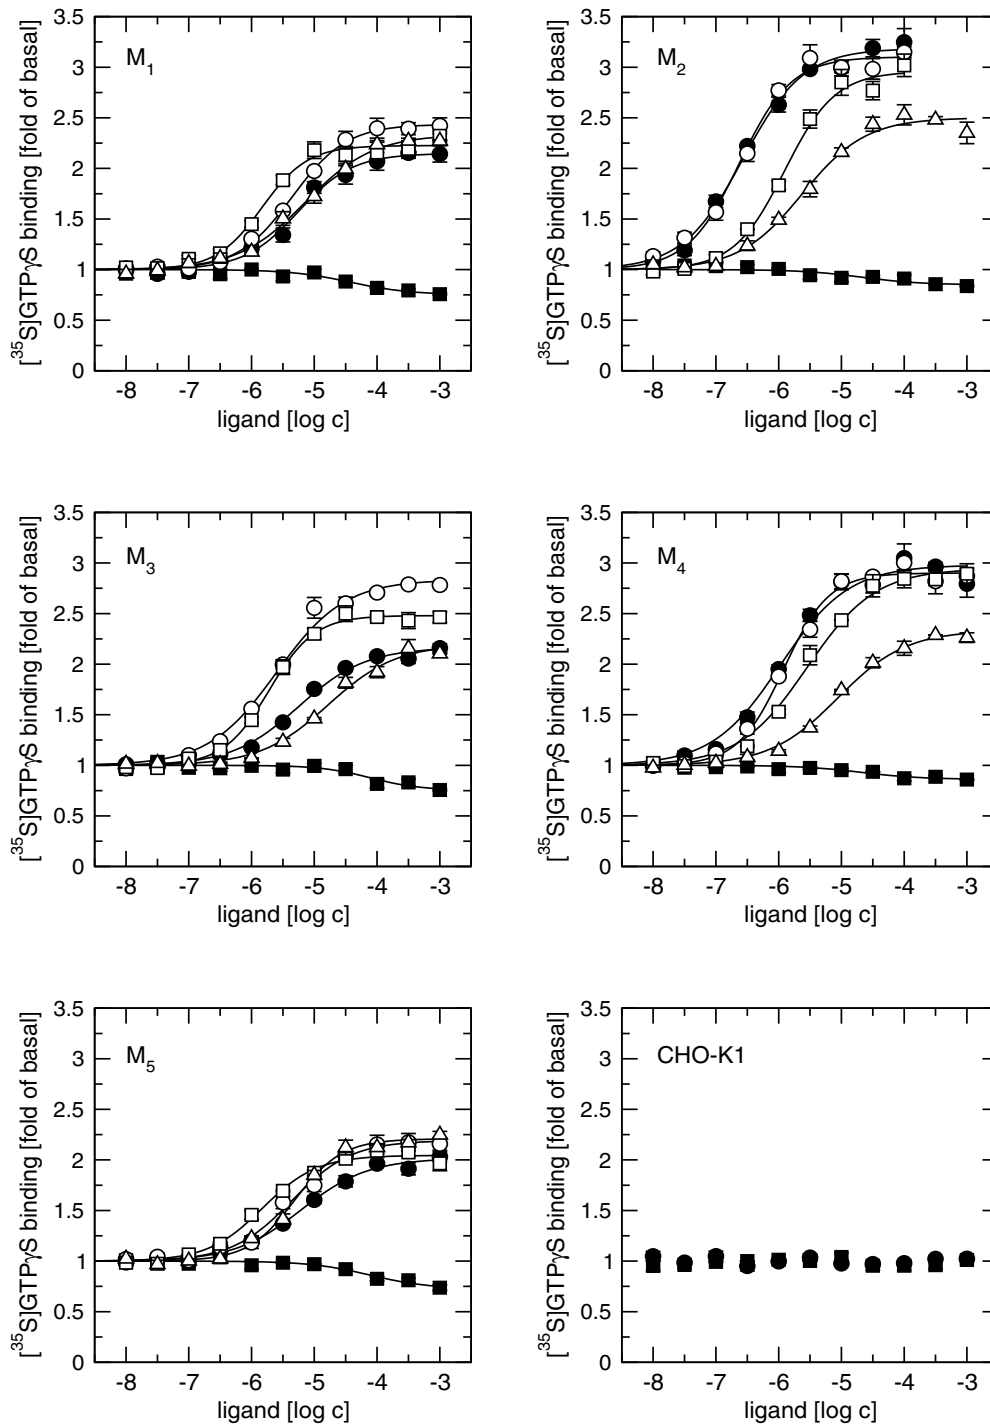 3.5
3
2.5
2
1.5
1
0.5
0
M1
[35S]GTPγS binding [fold of basal]
-8 -7 -6 -5 -4 -3
ligand [log c]
3.5
3
2.5
2
1.5
1
0.5
0
M2
[35S]GTPγS binding [fold of basal]
-8 -7 -6 -5 -4 -3
ligand [log c]
3.5
3
2.5
2
1.5
1
0.5
0
M3
[35S]GTPγS binding [fold of basal]
-8 -7 -6 -5 -4 -3
ligand [log c]
3.5
3
2.5
2
1.5
1
0.5
0
M4
[35S]GTPγS binding [fold of basal]
-8 -7 -6 -5 -4 -3
ligand [log c]
3.5
3
2.5
2
1.5
1
0.5
0
M5
[35S]GTPγS binding [fold of basal]
-8 -7 -6 -5 -4 -3
ligand [log c]
3.5
3
2.5
2
1.5
1
0.5
0
CHO-K1
[35S]GTPγS binding [fold of basal]
-8 -7 -6 -5 -4 -3
ligand [log c]